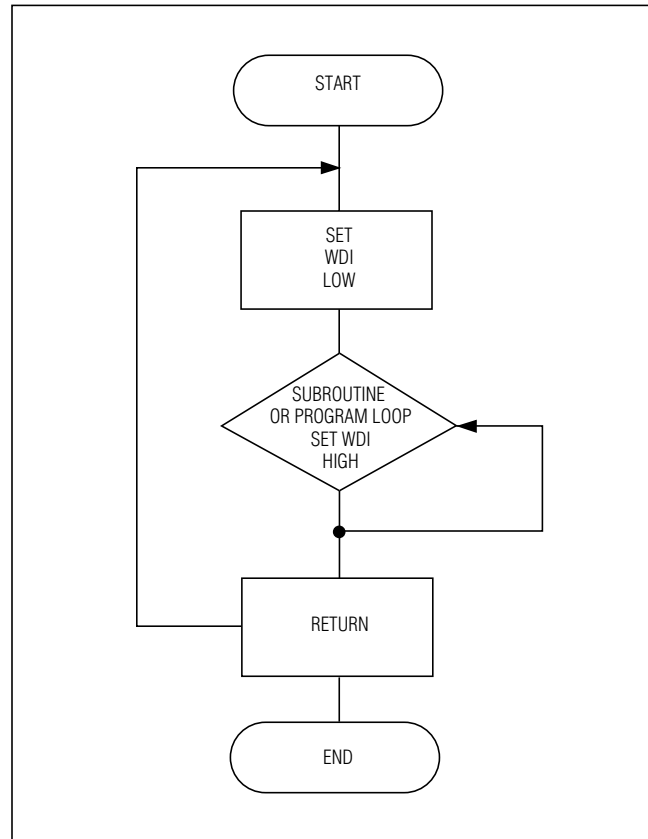 START
SET
WDI
LOW
SUBROUTINE
OR PROGRAM LOOP
SET WDI
HIGH
RETURN
END